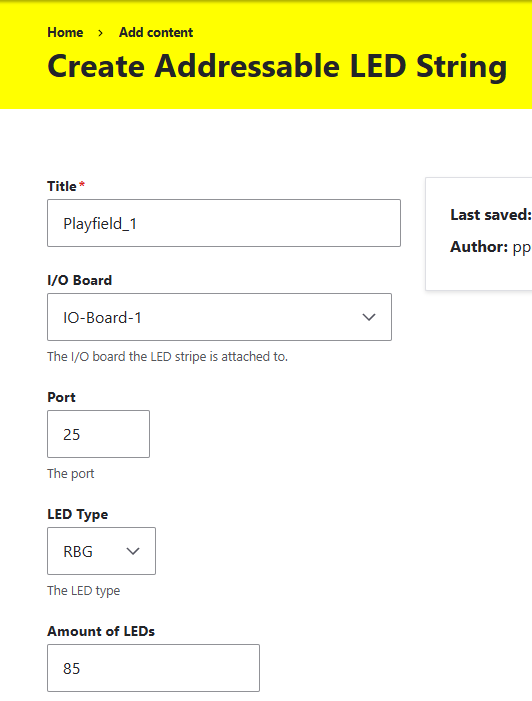 Home › Add content
Create Addressable LED String
Title*
Playfield_1
Last saved:
Author: pp
I/O Board
IO-Board-1
The I/O board the LED stripe is attached to.
Port
25
The port
LED Type
RBG
The LED type
Amount of LEDs
85